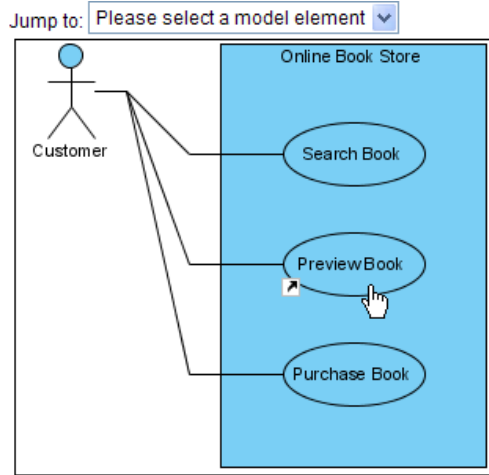 Jump to: Please select a model element
Online Book Store
Customer
Search Book
Preview Book
Purchase Book